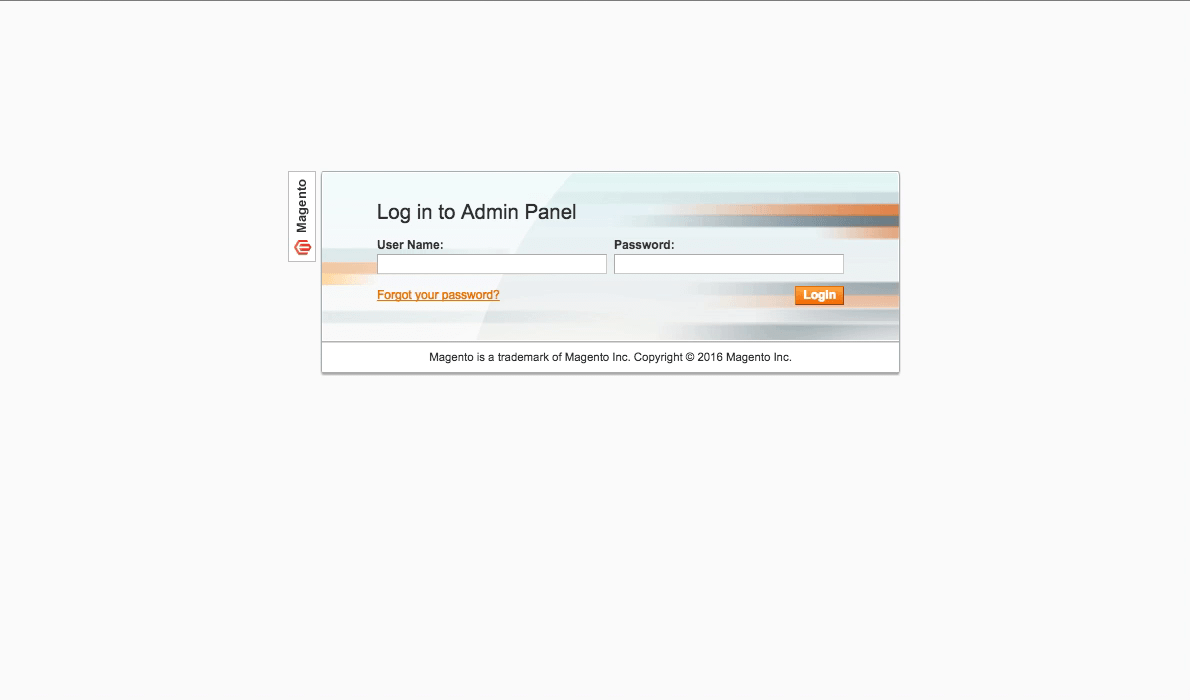 Magento
Log in to Admin Panel
User Name:
Password:
Forgot your password?
Login
Magento is a trademark of Magento Inc. Copyright © 2016 Magento Inc.